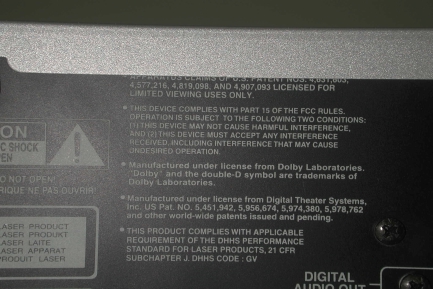 APPARATUS CLAIMS OF U.S. PATENT NOS. 4,631,603,
4,577,216, 4,819,098, AND 4,907,093 LICENSED FOR
LIMITED VIEWING USES ONLY.
• THIS DEVICE COMPLIES WITH PART 15 OF THE FCC RULES.
OPERATION IS SUBJECT TO THE FOLLOWING TWO CONDITIONS:
(1) THIS DEVICE MAY NOT CAUSE HARMFUL INTERFERENCE,
AND (2) THIS DEVICE MUST ACCEPT ANY INTERFERENCE
RECEIVED, INCLUDING INTERFERENCE THAT MAY CAUSE
UNDESIRED OPERATION.
• Manufactured under license from Dolby Laboratories.
"Dolby" and the double-D symbol are trademarks of
Dolby Laboratories.
• Manufactured under license from Digital Theater Systems,
Inc. US Pat. NO. 5,451,942, 5,956,674, 5,974,380, 5,978,762
and other world-wide patents issued and pending.
• THIS PRODUCT COMPLIES WITH APPLICABLE
REQUIREMENT OF THE DHHS PERFORMANCE
STANDARD FOR LASER PRODUCTS, 21 CFR
SUBCHAPTER J. DHHS CODE : GV
ON
IC SHOCK
PEN
DO NOT OPEN!
RIQUE NE PAS OUVRIR!
LASER PRODUCT
LASER PRODUKT
LASER LAITE
LASER APPARAT
PRODUIT LASER
DIGITAL
AUDIO OUT